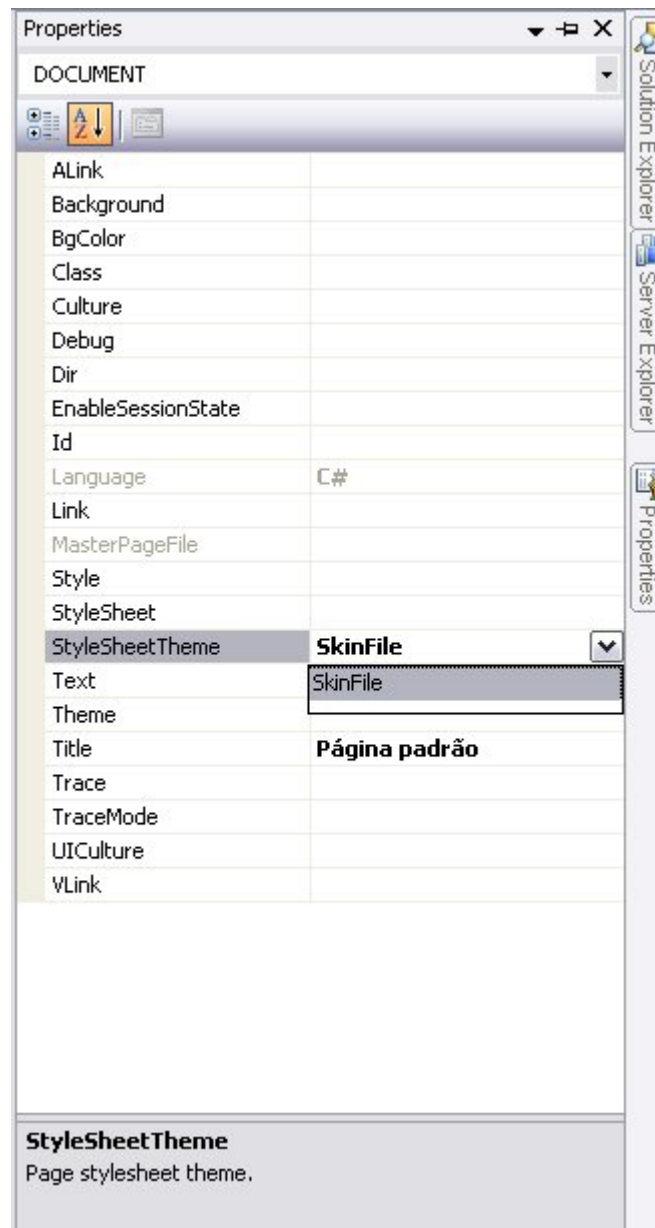 Properties
DOCUMENT
ALink
Background
BgColor
Class
Culture
Debug
Dir
EnableSessionState
Id
Language C#
Link
MasterPageFile
Style
StyleSheet
StyleSheetTheme SkinFile
Text SkinFile
Theme
Title Página padrão
Trace
TraceMode
UICulture
VLink
StyleSheetTheme
Page stylesheet theme.
Solution Explorer
Server Explorer
Properties